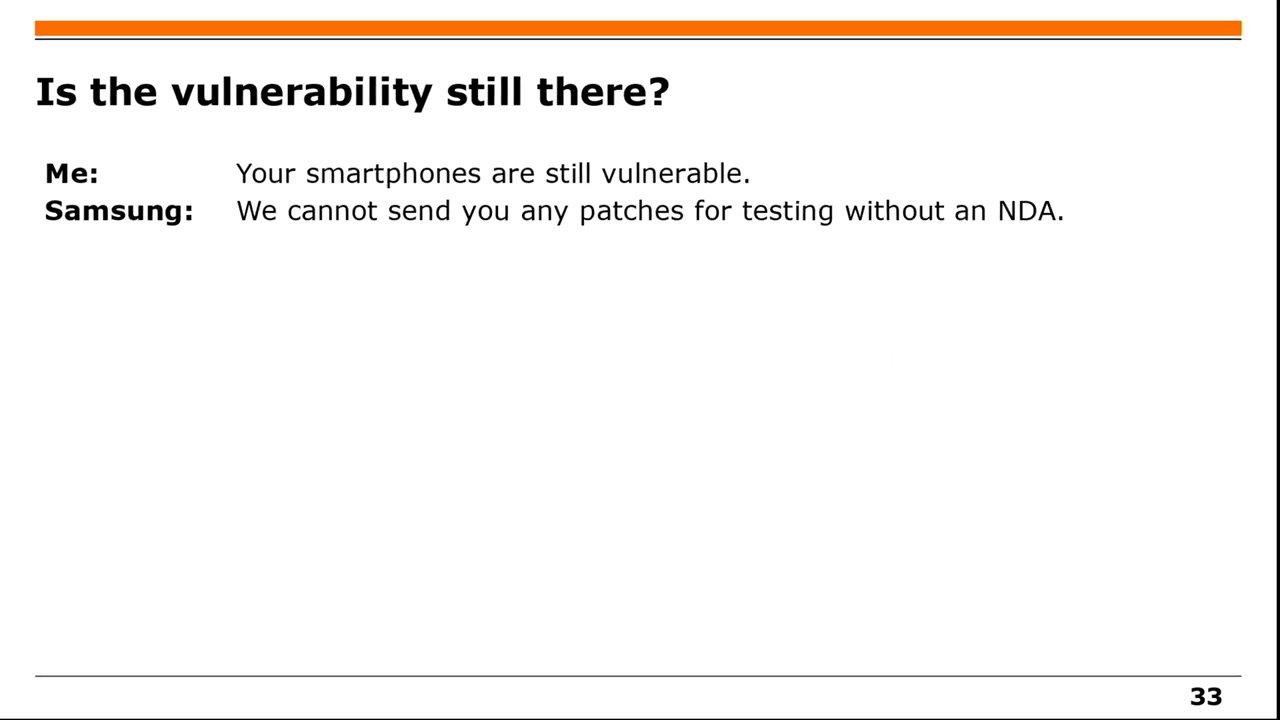 Is the vulnerability still there?
Me: Your smartphones are still vulnerable.
Samsung: We cannot send you any patches for testing without an NDA.
33